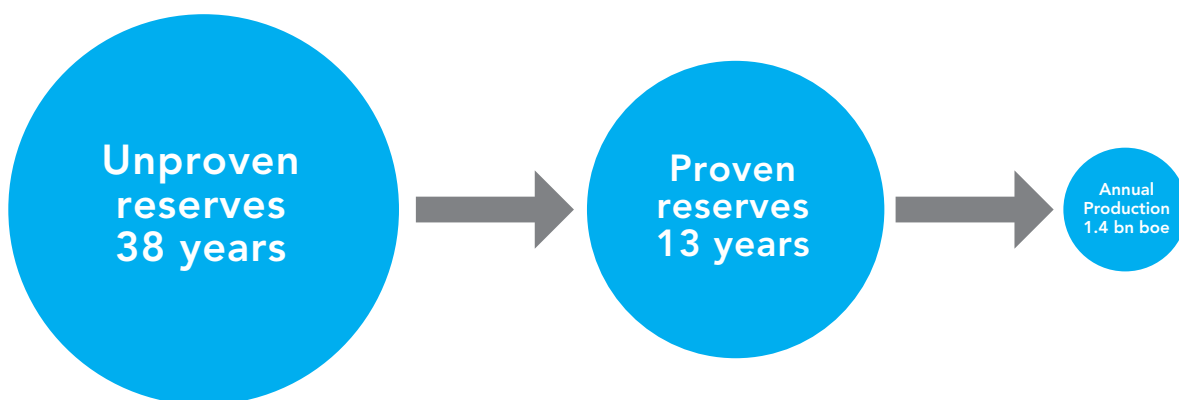 Unproven
reserves
38 years
Proven
reserves
13 years
Annual
Production
1.4 bn boe